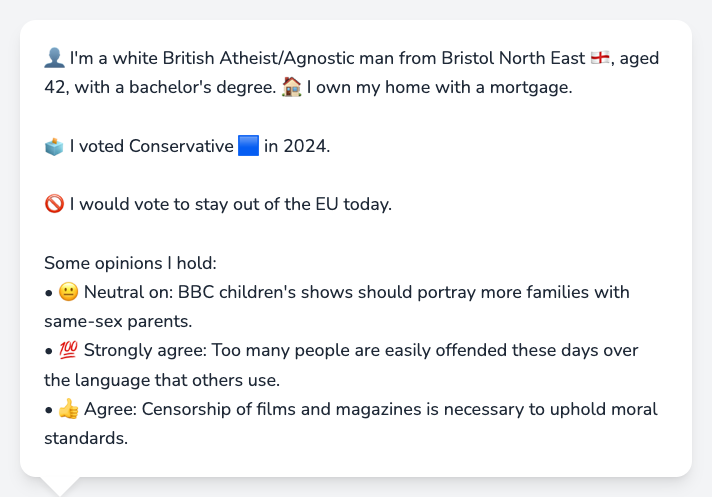 👤 I'm a white British Atheist/Agnostic man from Bristol North East 🏴󠁧󠁢󠁥󠁮󠁧󠁿, aged
42, with a bachelor's degree. 🏠 I own my home with a mortgage.
🗳️ I voted Conservative 🟦 in 2024.
🚫 I would vote to stay out of the EU today.
Some opinions I hold:
• 😐 Neutral on: BBC children's shows should portray more families with
same-sex parents.
• 💯 Strongly agree: Too many people are easily offended these days over
the language that others use.
• 👍 Agree: Censorship of films and magazines is necessary to uphold moral
standards.